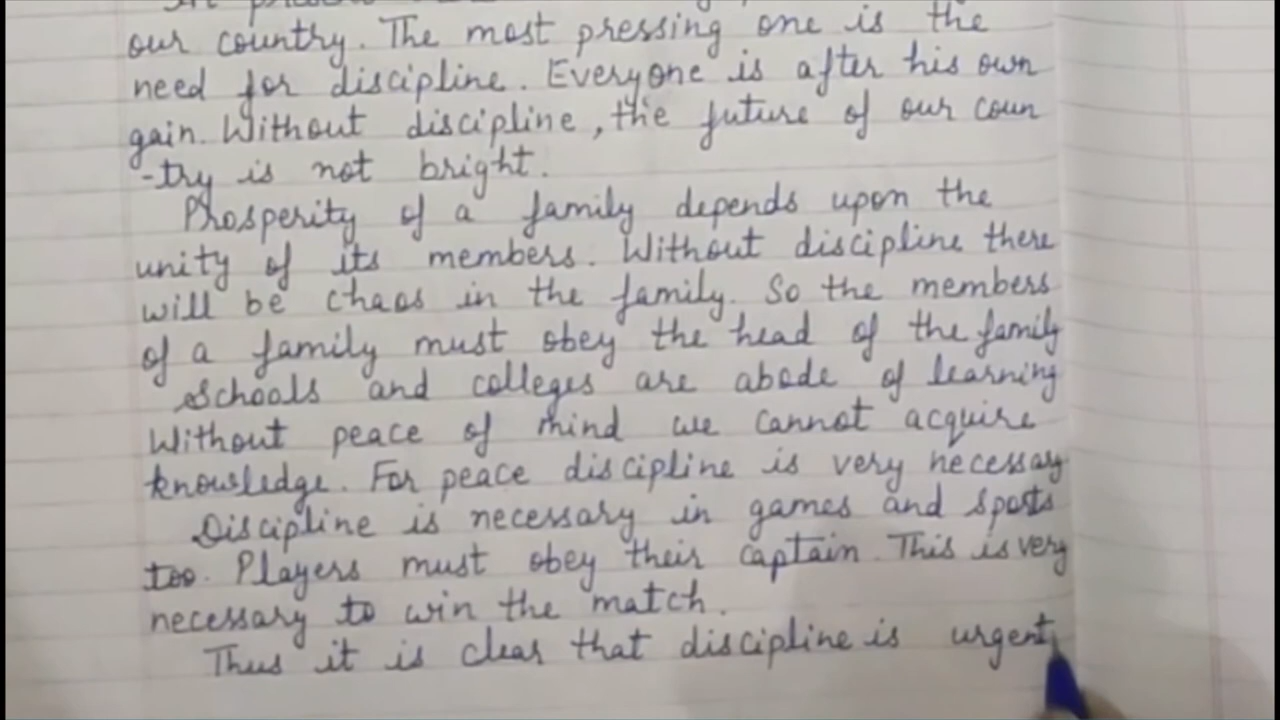 our country. The most pressing one is the
need for discipline. Everyone is after his own
gain. Without discipline, the future of our coun
-try is not bright.
Prosperity of a family depends upon the
unity of its members. Without discipline there
will be chaos in the family. So the members
of a family must obey the head of the family
Schools and colleges are abode of learning
Without peace of mind we cannot acquire
knowledge. For peace discipline is very necessary
Discipline is necessary in games and sports
too. Players must obey their captain. This is very
necessary to win the match.
Thus it is clear that discipline is urgent